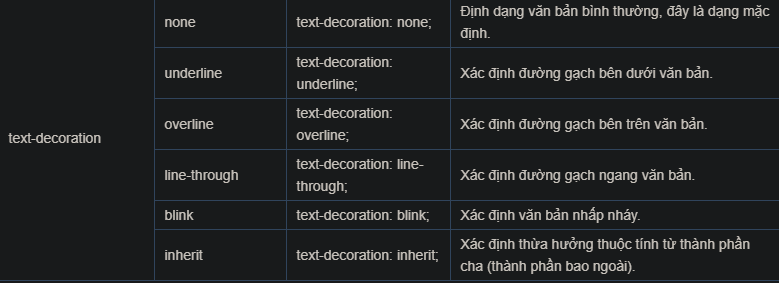 none text-decoration: none; Định dạng văn bản bình thường, đây là dạng mặc
định.
underline text-decoration: Xác định đường gạch bên dưới văn bản.
underline;
overline text-decoration: Xác định đường gạch bên trên văn bản.
overline;
text-decoration
line-through text-decoration: line- Xác định đường gạch ngang văn bản.
through;
blink text-decoration: blink; Xác định văn bản nhấp nháy.
inherit text-decoration: inherit; Xác định thừa hưởng thuộc tính từ thành phần
cha (thành phần bao ngoài).